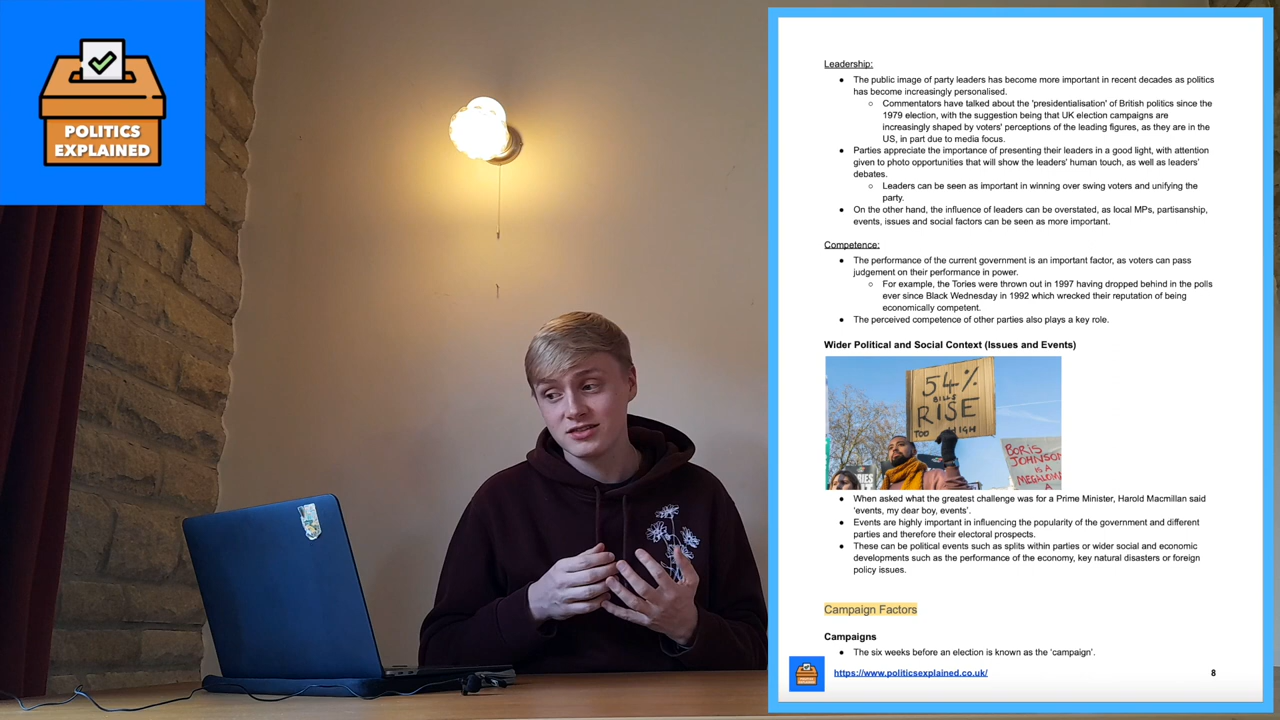 POLITICS
EXPLAINED
Leadership:
● The public image of party leaders has become more important in recent decades as politics
has become increasingly personalised.
○ Commentators have talked about the 'presidentialisation' of British politics since the
1979 election, with the suggestion being that UK election campaigns are
increasingly shaped by voters' perceptions of the leading figures, as they are in the
US, in part due to media focus.
● Parties appreciate the importance of presenting their leaders in a good light, with attention
given to photo opportunities that will show the leaders' human touch, as well as leaders'
debates.
○ Leaders can be seen as important in winning over swing voters and unifying the
party.
● On the other hand, the influence of leaders can be overstated, as local MPs, partisanship,
events, issues and social factors can be seen as more important.
Competence:
● The performance of the current government is an important factor, as voters can pass
judgement on their performance in power.
○ For example, the Tories were thrown out in 1997 having dropped behind in the polls
ever since Black Wednesday in 1992 which wrecked their reputation of being
economically competent.
● The perceived competence of other parties also plays a key role.
Wider Political and Social Context (Issues and Events)
54%
BILLS
RISE
TOO HIGH
BORIS
JOHNSON
IS A
MEGALOM
● When asked what the greatest challenge was for a Prime Minister, Harold Macmillan said
'events, my dear boy, events'.
● Events are highly important in influencing the popularity of the government and different
parties and therefore their electoral prospects.
● These can be political events such as splits within parties or wider social and economic
developments such as the performance of the economy, key natural disasters or foreign
policy issues.
Campaign Factors
Campaigns
● The six weeks before an election is known as the 'campaign'.
https://www.politicsexplained.co.uk/
8